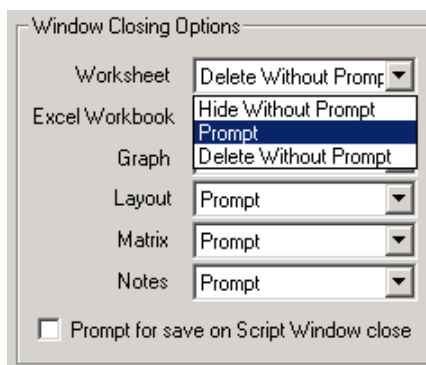 Window Closing Options
Worksheet Delete Without Promp
Excel Workbook Hide Without Prompt
Prompt
Graph Delete Without Prompt
Layout Prompt
Matrix Prompt
Notes Prompt
Prompt for save on Script Window close